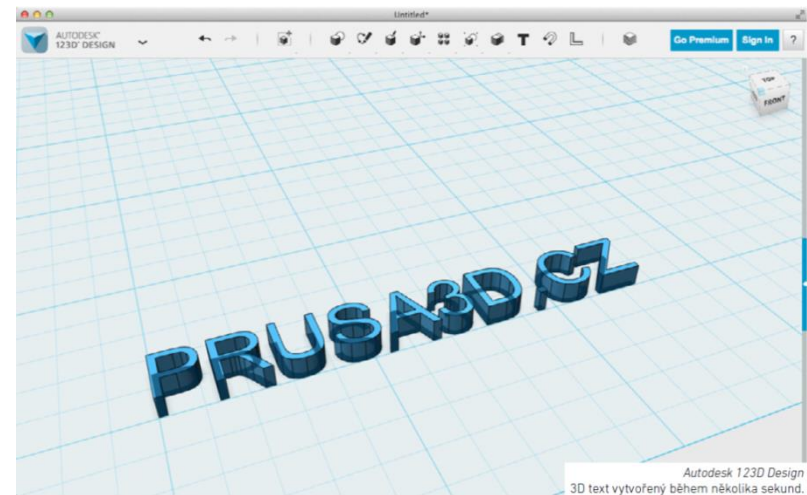 Untitled*
AUTODESK®
123D® DESIGN
T
Go Premium
Sign In
?
TOP
FRONT
PRUSA3D CZ
Autodesk 123D Design
3D text vytvořený během několika sekund.